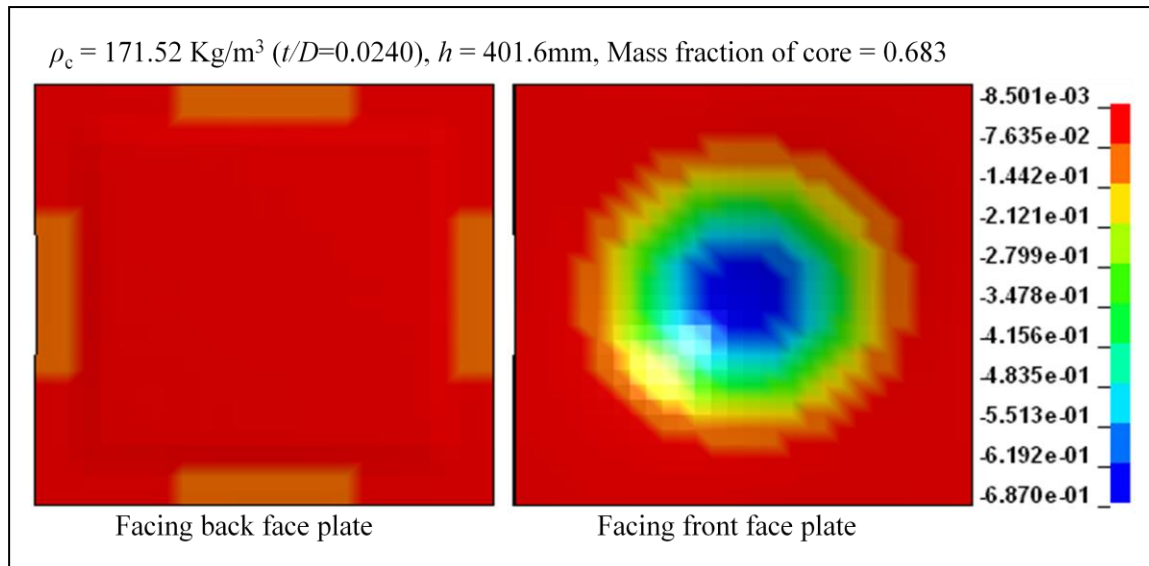 ρc = 171.52 Kg/m³ (t/D=0.0240), h = 401.6mm, Mass fraction of core = 0.683
-8.501e-03
-7.635e-02
-1.442e-01
-2.121e-01
-2.799e-01
-3.478e-01
-4.156e-01
-4.835e-01
-5.513e-01
-6.192e-01
-6.870e-01
Facing back face plate
Facing front face plate